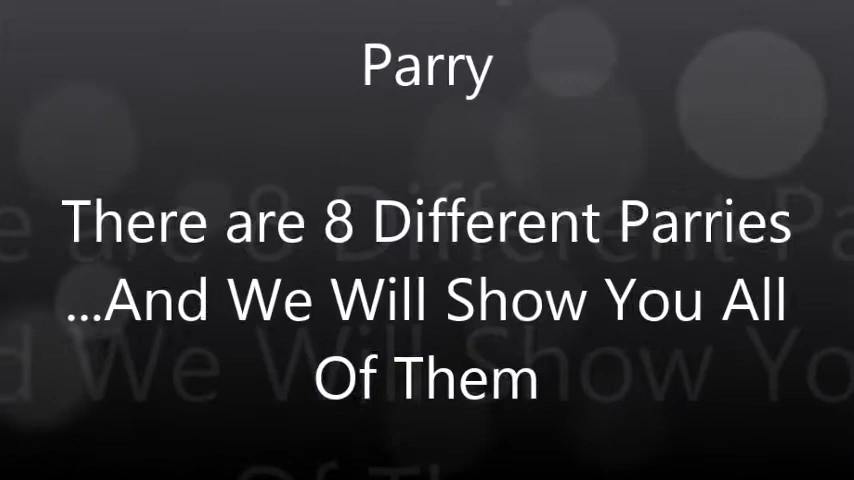 Parry
There are 8 Different Parries
...And We Will Show You All
Of Them